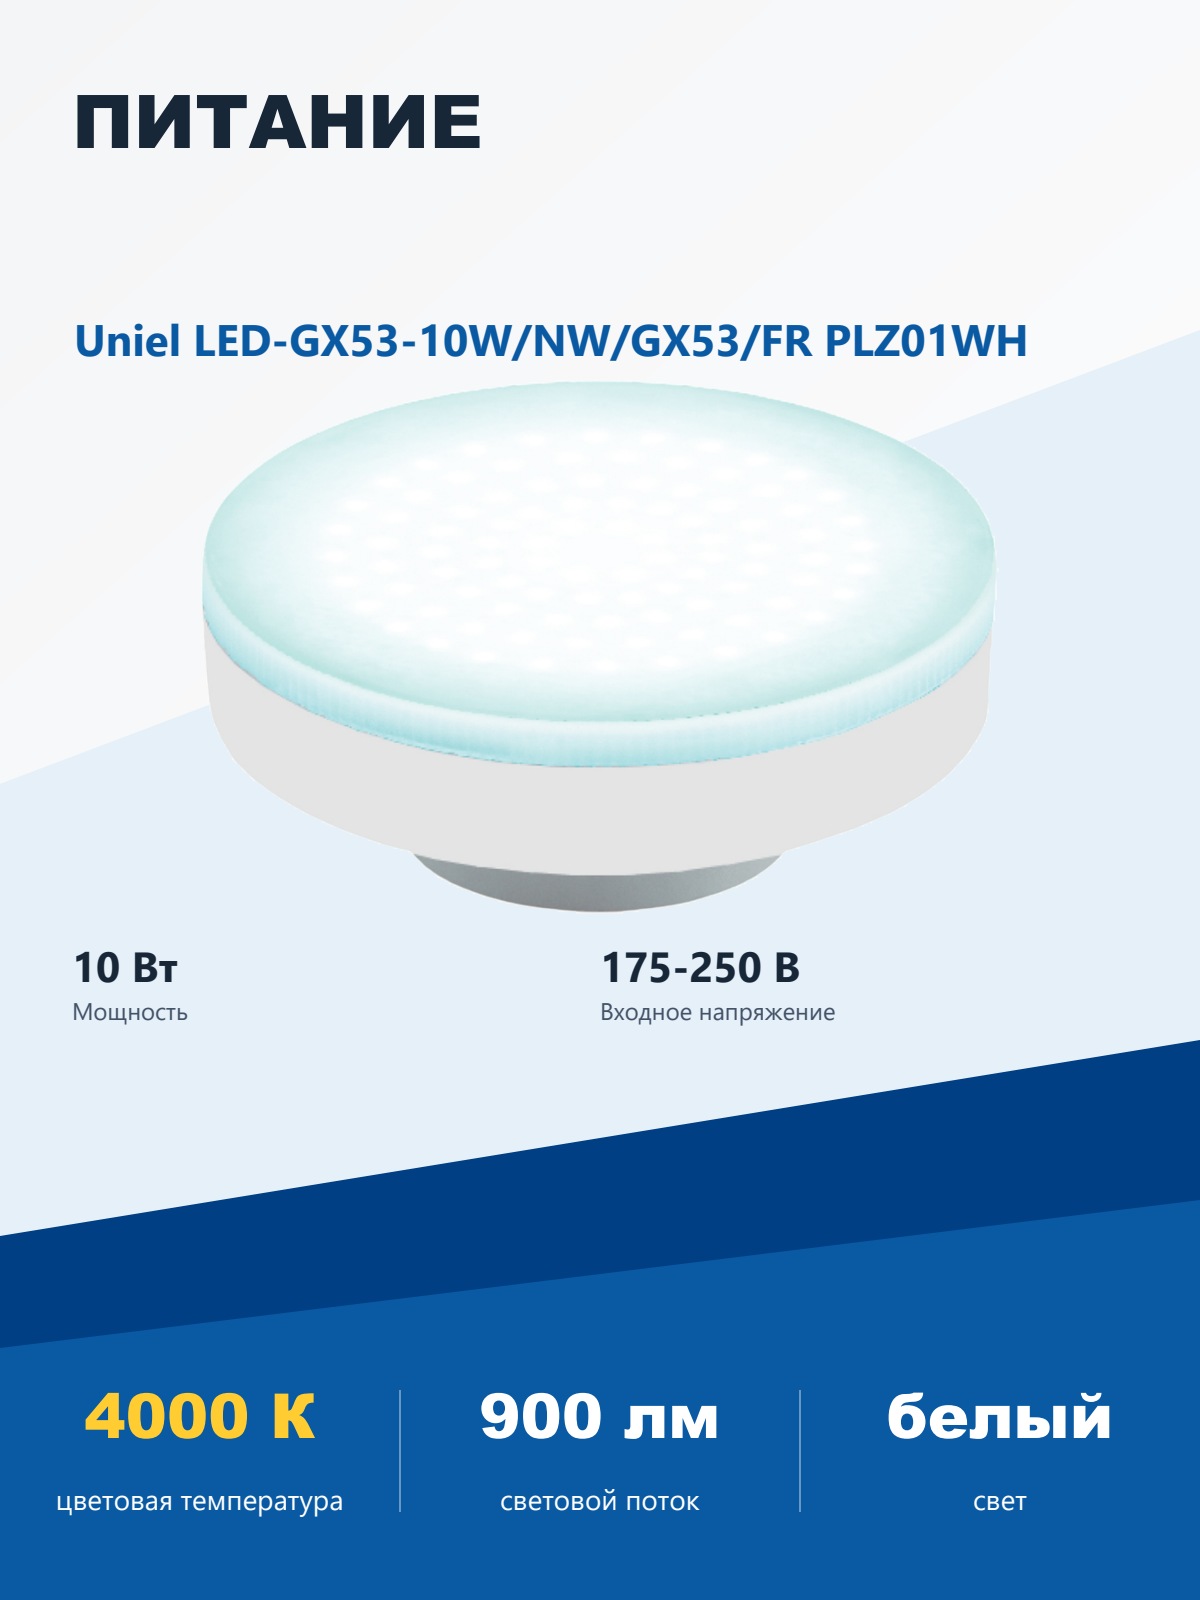 ПИТАНИЕ
Uniel LED-GX53-10W/NW/GX53/FR PLZ01WH
10 Вт
Мощность
175-250 В
Входное напряжение
4000 К
цветовая температура
900 лм
световой поток
белый
свет